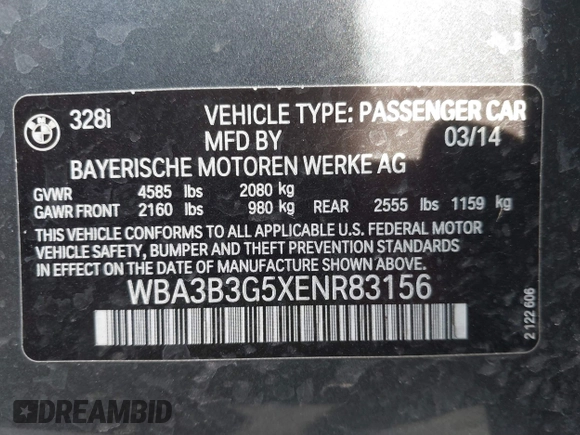 328i VEHICLE TYPE: PASSENGER CAR
MFD BY 03/14
BAYERISCHE MOTOREN WERKE AG
GVWR 4585 lbs 2080 kg
GAWR FRONT 2160 lbs 980 kg REAR 2555 lbs 1159 kg
THIS VEHICLE CONFORMS TO ALL APPLICABLE U.S. FEDERAL MOTOR
VEHICLE SAFETY, BUMPER AND THEFT PREVENTION STANDARDS
IN EFFECT ON THE DATE OF MANUFACTURE SHOWN ABOVE.
WBA3B3G5XENR83156
2 122 606
DREAMBID